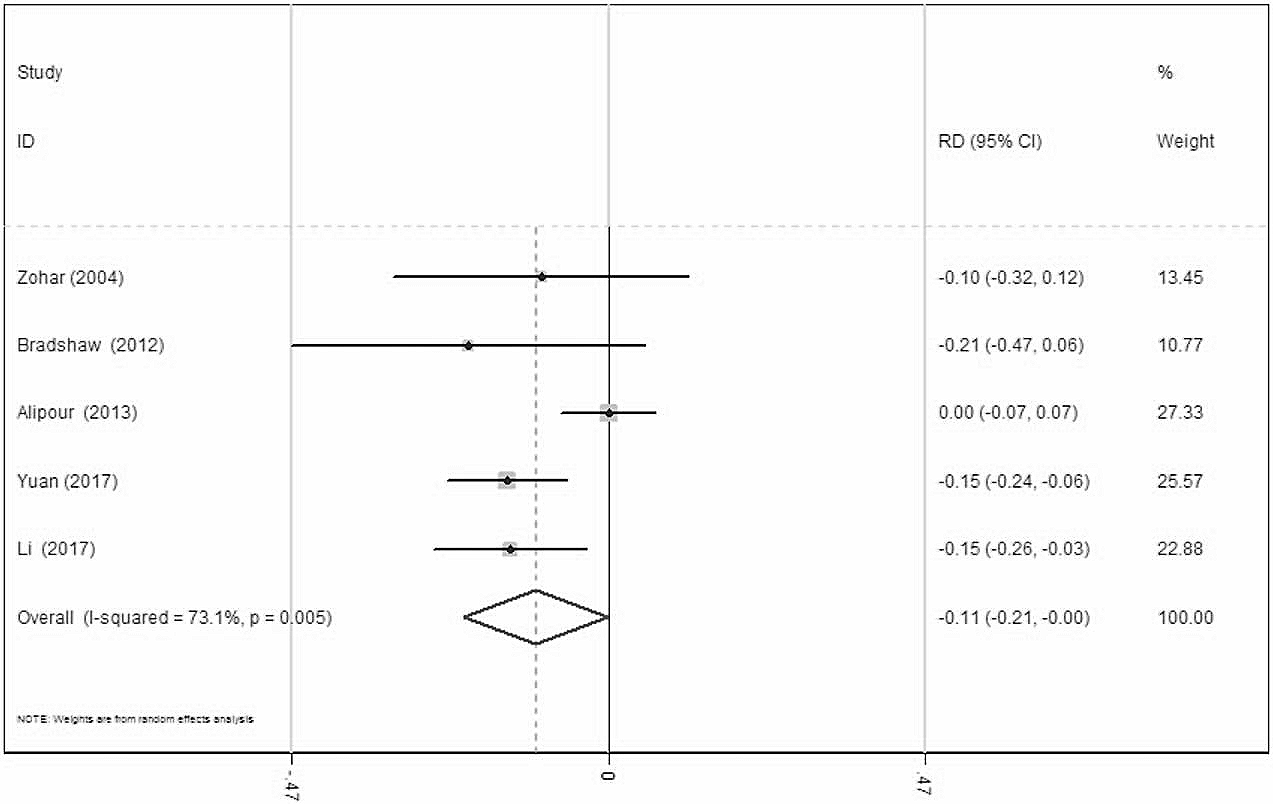 Study %
ID RD (95% CI) Weight
Zohar (2004) -0.10 (-0.32, 0.12) 13.45
Bradshaw (2012) -0.21 (-0.47, 0.06) 10.77
Alipour (2013) 0.00 (-0.07, 0.07) 27.33
Yuan (2017) -0.15 (-0.24, -0.06) 25.57
Li (2017) -0.15 (-0.26, -0.03) 22.88
Overall (I-squared = 73.1%, p = 0.005) -0.11 (-0.21, -0.00) 100.00
NOTE: Weights are from random effects analysis
-.47 0 .47